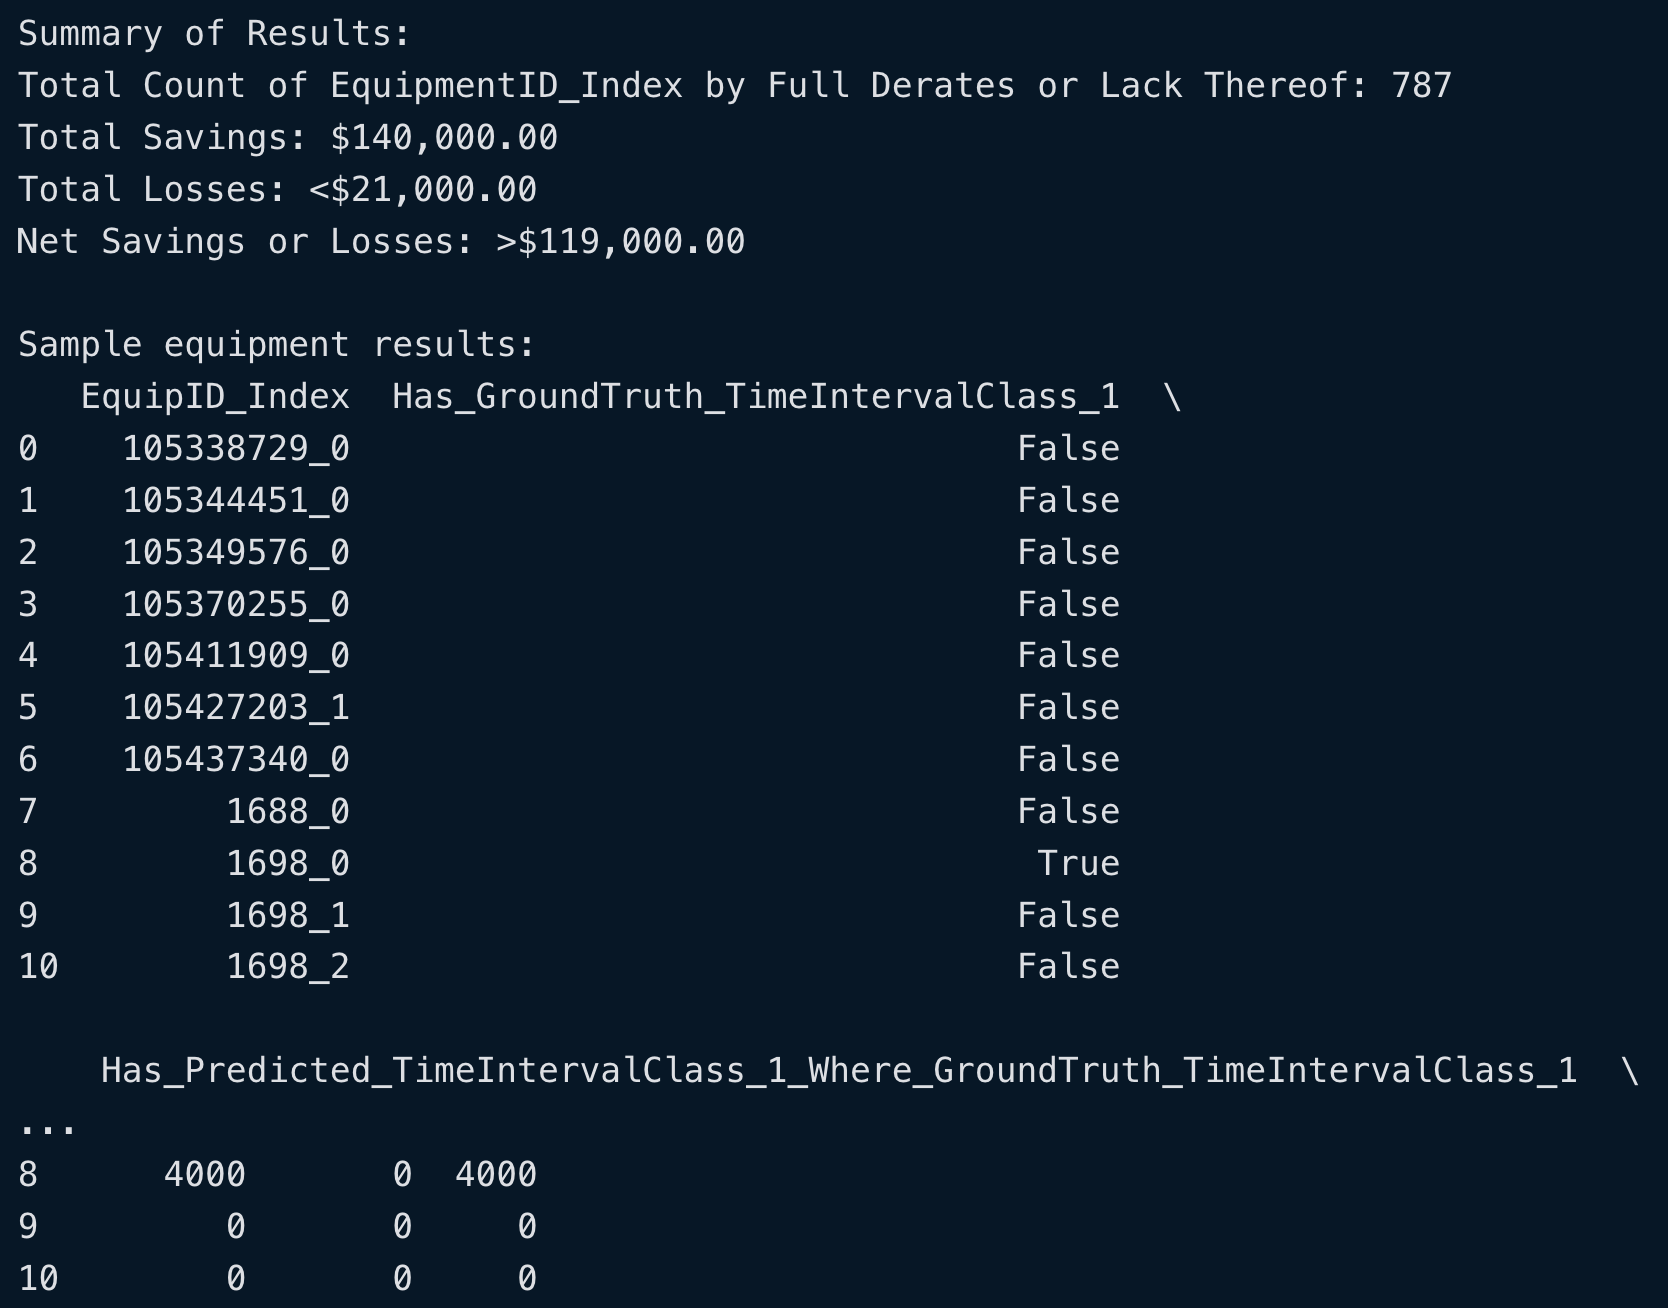 Summary of Results:
Total Count of EquipmentID_Index by Full Derates or Lack Thereof: 787
Total Savings: $140,000.00
Total Losses: <$21,000.00
Net Savings or Losses: >$119,000.00

Sample equipment results:
   EquipID_Index  Has_GroundTruth_TimeIntervalClass_1  \
0    105338729_0                                False
1    105344451_0                                False
2    105349576_0                                False
3    105370255_0                                False
4    105411909_0                                False
5    105427203_1                                False
6    105437340_0                                False
7         1688_0                                False
8         1698_0                                 True
9         1698_1                                False
10        1698_2                                False

    Has_Predicted_TimeIntervalClass_1_Where_GroundTruth_TimeIntervalClass_1  \
...
8      4000       0  4000
9         0       0     0
10        0       0     0